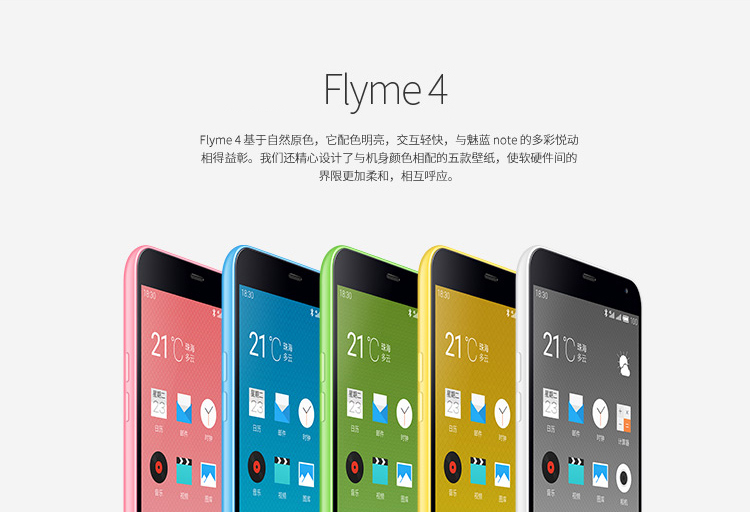 Flyme 4
Flyme 4 基于自然原色，它配色明亮，交互轻快，与魅蓝 note 的多彩悦动
相得益彰。我们还精心设计了与机身颜色相配的五款壁纸，使软硬件间的
界限更加柔和，相互呼应。
18:30
18:30
18:30
18:30
18:30
100
21℃ 珠海
多云
21℃ 珠海
多云
21℃ 珠海
多云
21℃ 珠海
多云
21℃ 珠海
多云
星期二
23
星期二
23
星期二
23
星期二
23
星期二
23
日历 邮件 时钟
日历 邮件 时钟
日历 邮件 时钟
日历 邮件 时钟
日历 邮件 时钟 计算器
音乐 视频 图库
音乐 视频 图库
音乐 视频 图库
音乐 视频 图库
音乐 视频 图库 相机